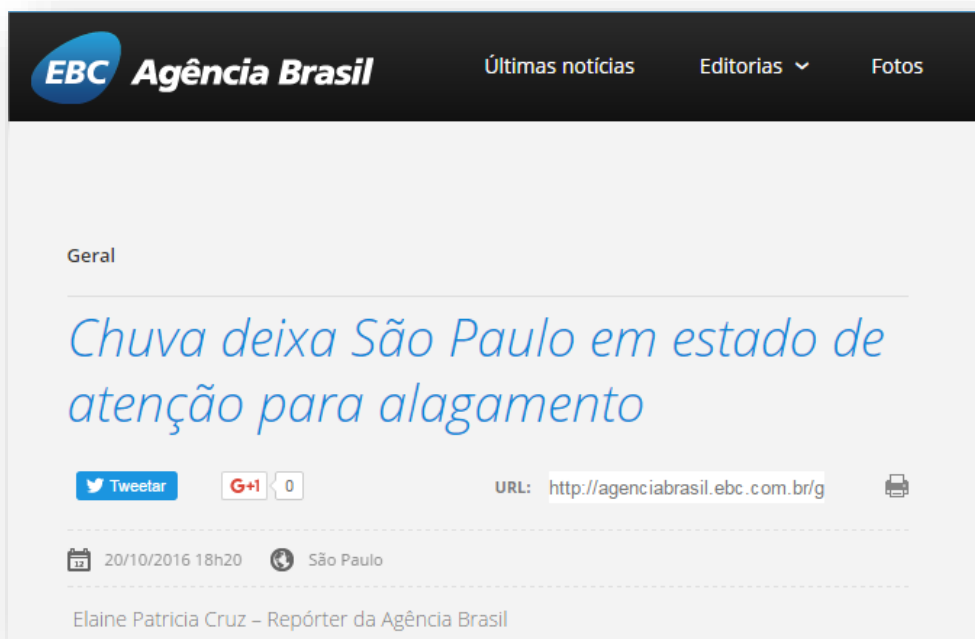 EBC Agência Brasil Últimas notícias Editorias Fotos
Geral
Chuva deixa São Paulo em estado de
atenção para alagamento
Tweetar G+1 0 URL: http://agenciabrasil.ebc.com.br/g
12 20/10/2016 18h20 São Paulo
Elaine Patricia Cruz – Repórter da Agência Brasil